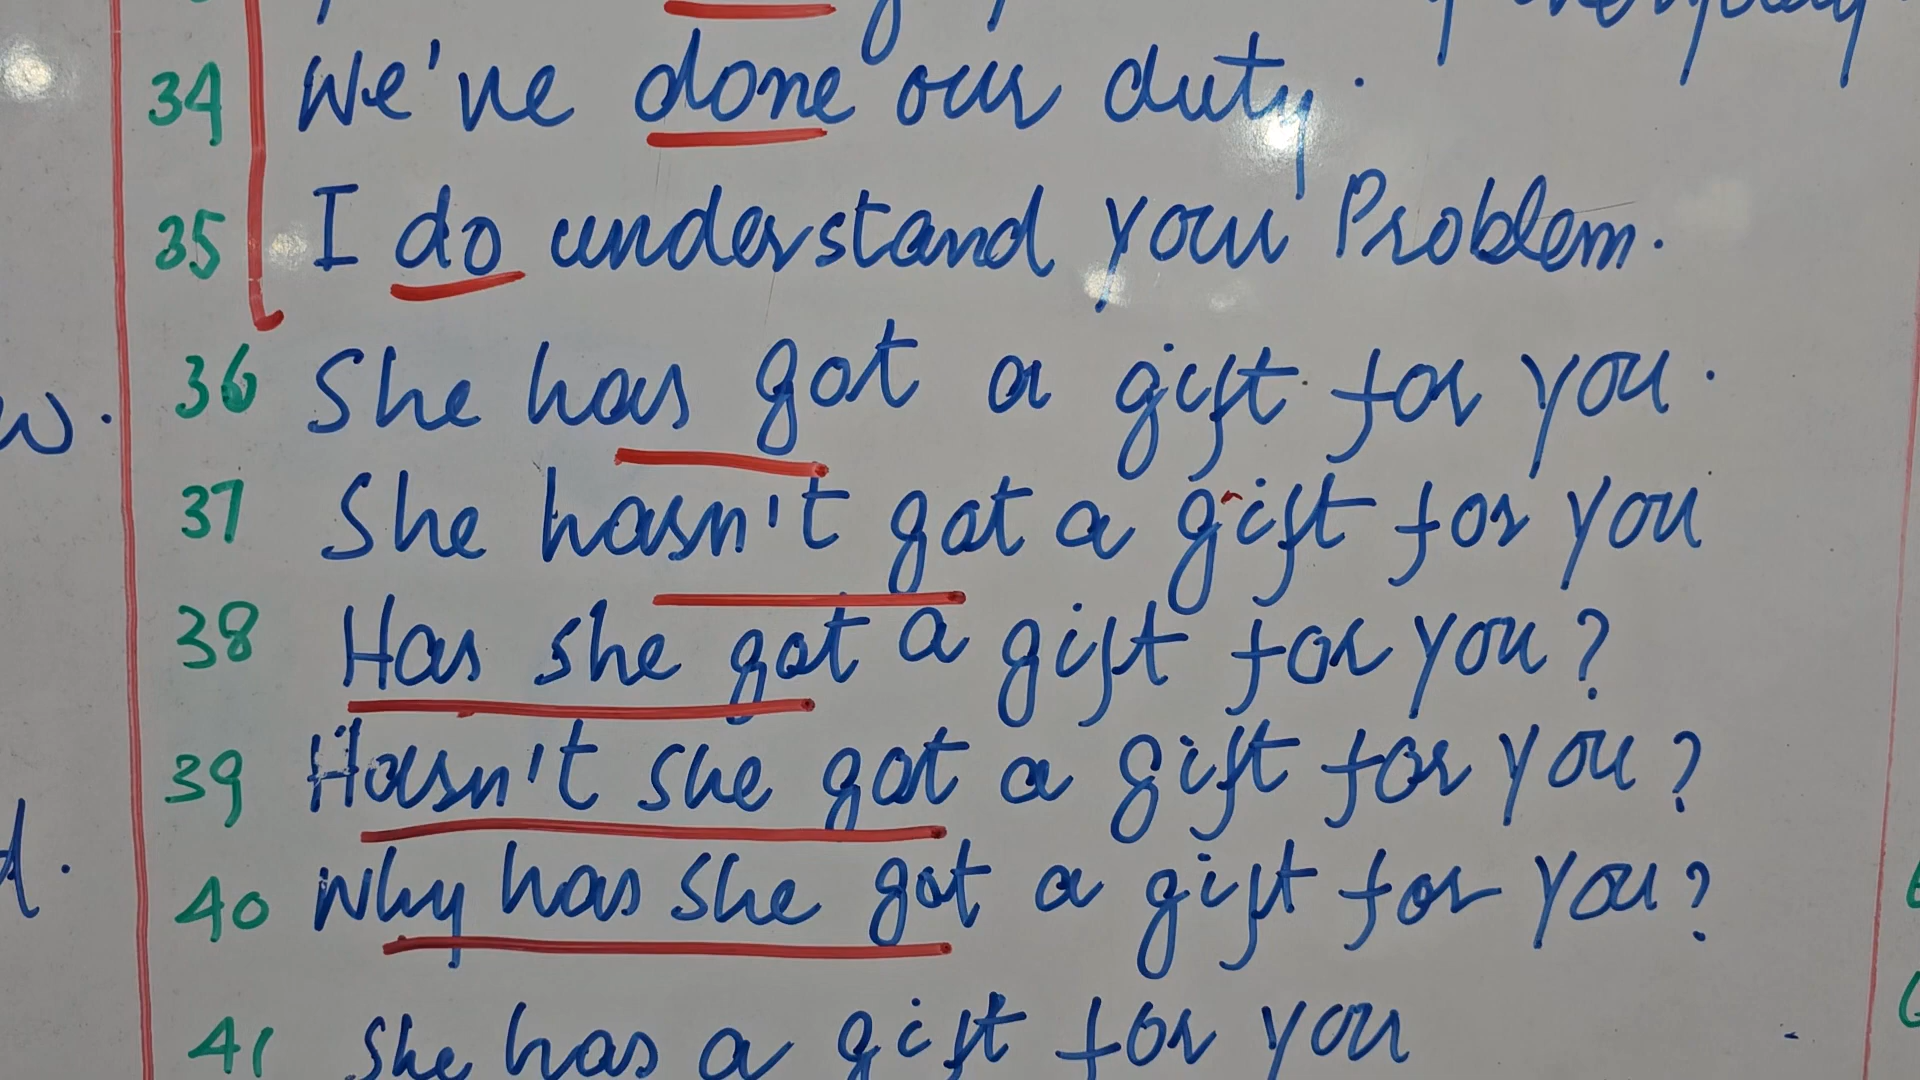 34 We've done our duty.
35 I do understand your Problem.
36 She has got a gift for you.
37 She hasn't got a gift for you
38 Has she got a gift for you?
39 Hasn't she got a gift for you?
40 Why has she got a gift for you?
41 She has a gift for you